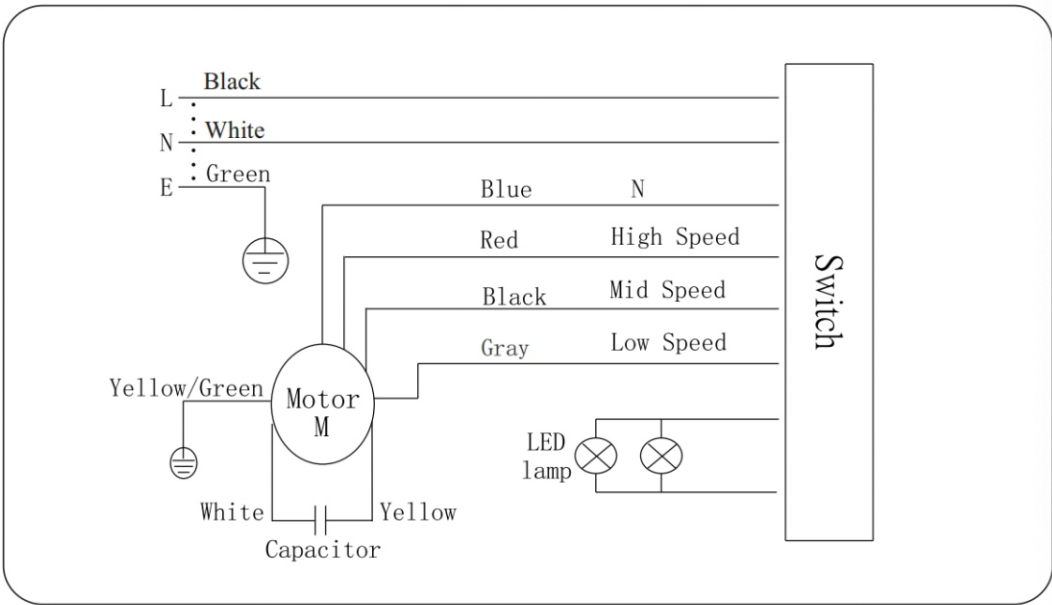 L Black
N White
E Green
Blue N
Red High Speed
Black Mid Speed
Gray Low Speed
Switch
Yellow/Green
Motor
M
LED
lamp
White Yellow
Capacitor